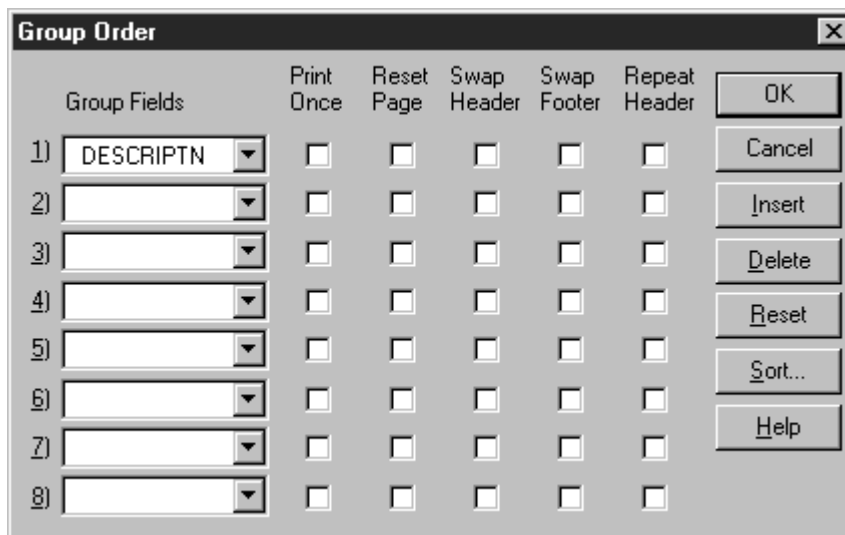 Group Order
Group Fields
Print Once
Reset Page
Swap Header
Swap Footer
Repeat Header
1) DESCRIPTN
2)
3)
4)
5)
6)
7)
8)
OK
Cancel
Insert
Delete
Reset
Sort...
Help